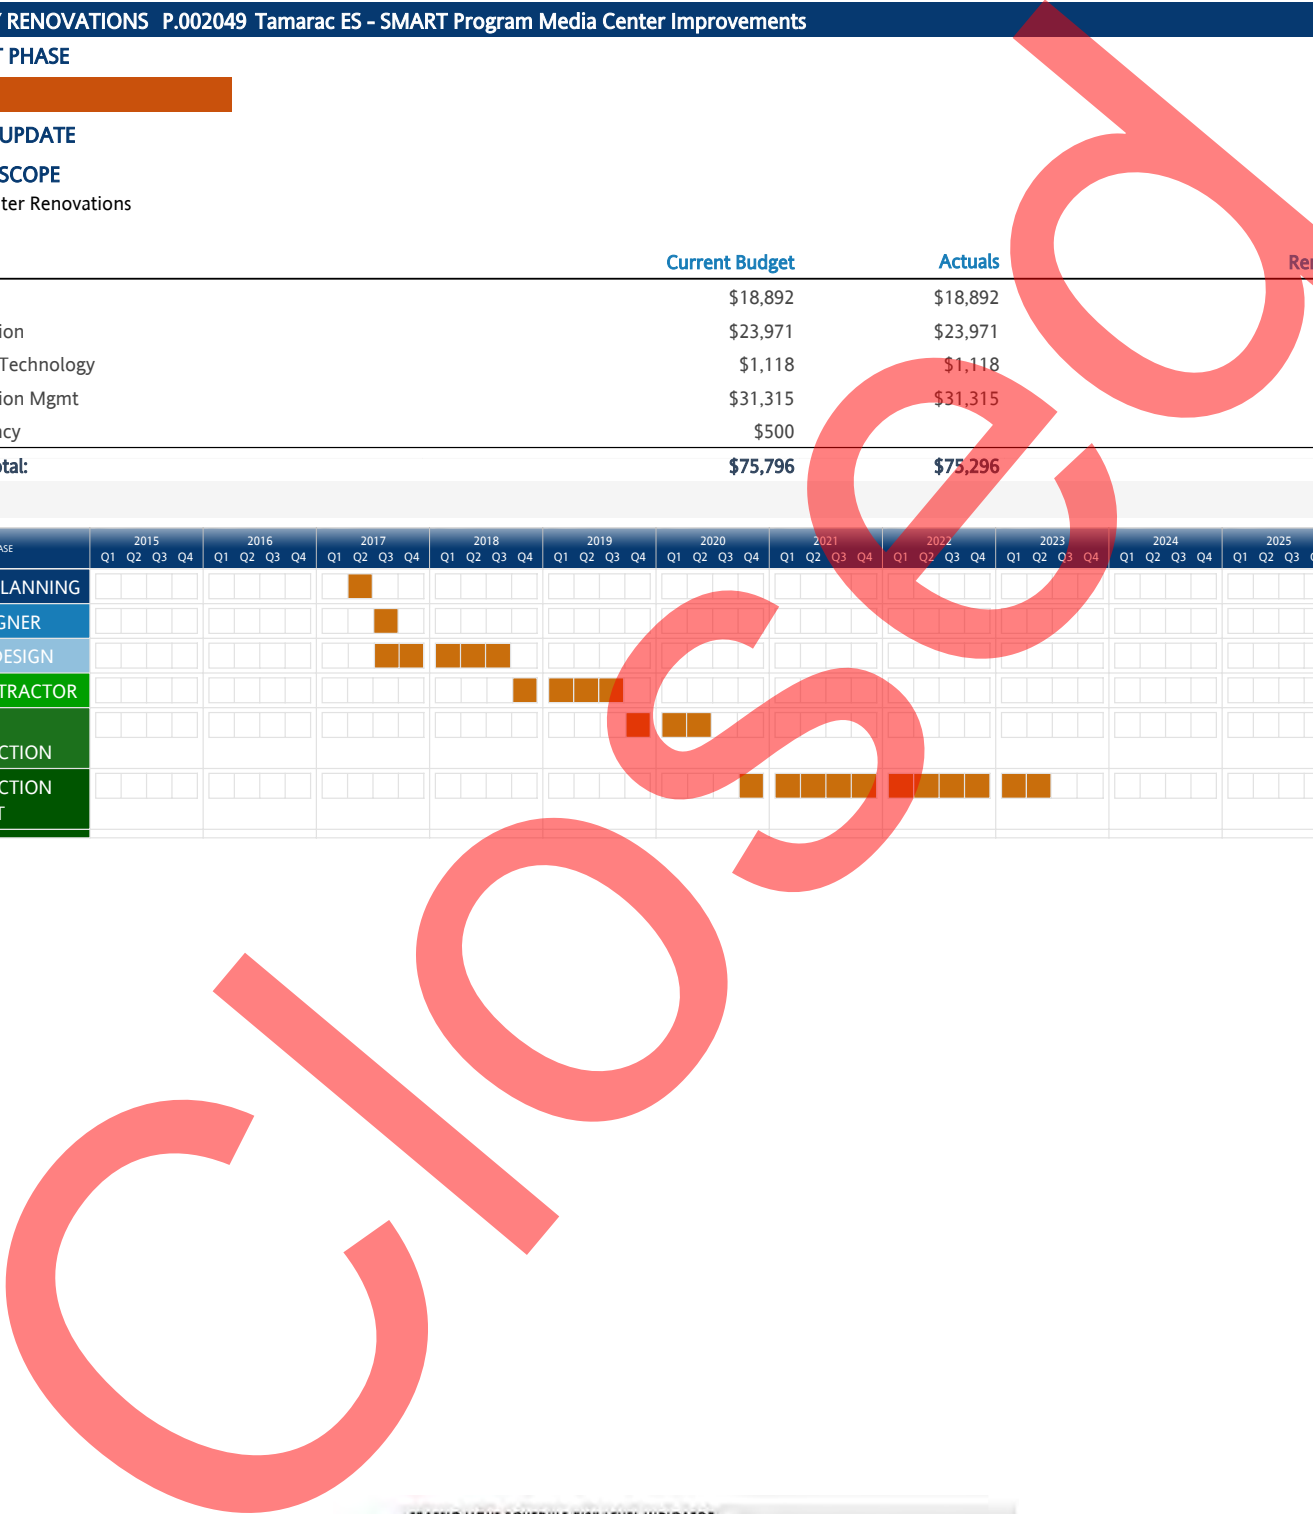 RENOVATIONS P.002049 Tamarac ES - SMART Program Media Center Improvements
PHASE
UPDATE
SCOPE
ter Renovations
Current Budget Actuals Rem
$18,892 $18,892
ion $23,971 $23,971
Technology $1,118 $1,118
ion Mgmt $31,315 $31,315
ncy $500
otal: $75,796 $75,296
ASE 2015 2016 2017 2018 2019 2020 2021 2022 2023 2024 2025
Q1 Q2 Q3 Q4 Q1 Q2 Q3 Q4 Q1 Q2 Q3 Q4 Q1 Q2 Q3 Q4 Q1 Q2 Q3 Q4 Q1 Q2 Q3 Q4 Q1 Q2 Q3 Q4 Q1 Q2 Q3 Q4 Q1 Q2 Q3 Q4 Q1 Q2 Q3 Q4 Q1 Q2 Q3
LANNING
GNER
DESIGN
TRACTOR
CTION
CTION
T
Closed